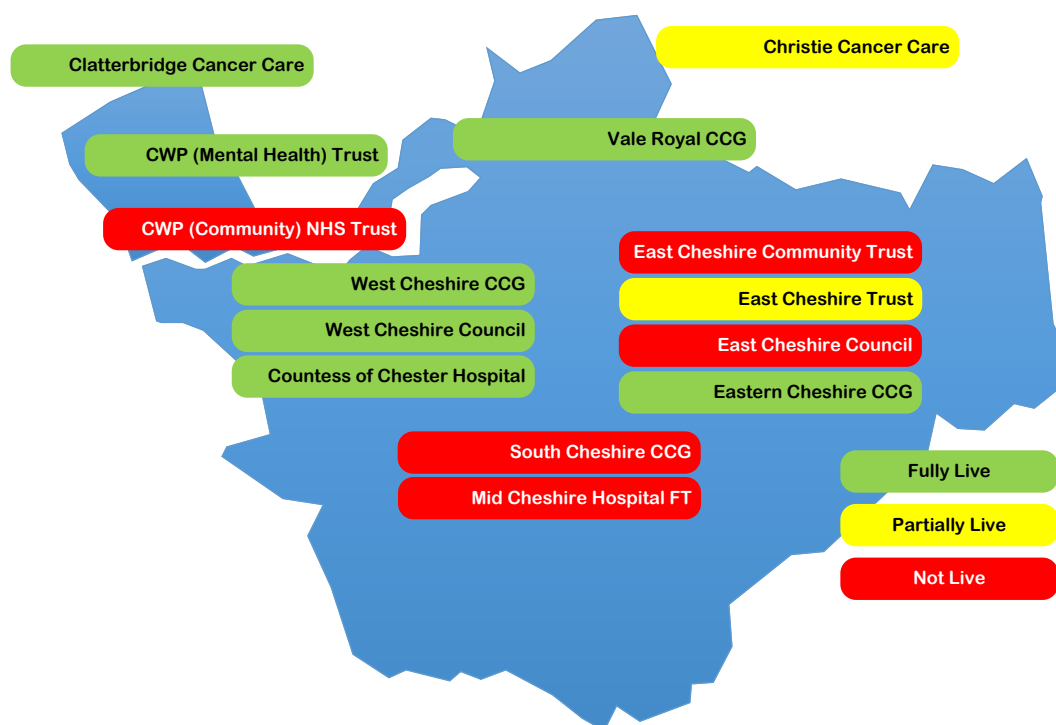 Clatterbridge Cancer Care
Christie Cancer Care
CWP (Mental Health) Trust
Vale Royal CCG
CWP (Community) NHS Trust
West Cheshire CCG
West Cheshire Council
Countess of Chester Hospital
East Cheshire Community Trust
East Cheshire Trust
East Cheshire Council
Eastern Cheshire CCG
South Cheshire CCG
Mid Cheshire Hospital FT
Fully Live
Partially Live
Not Live